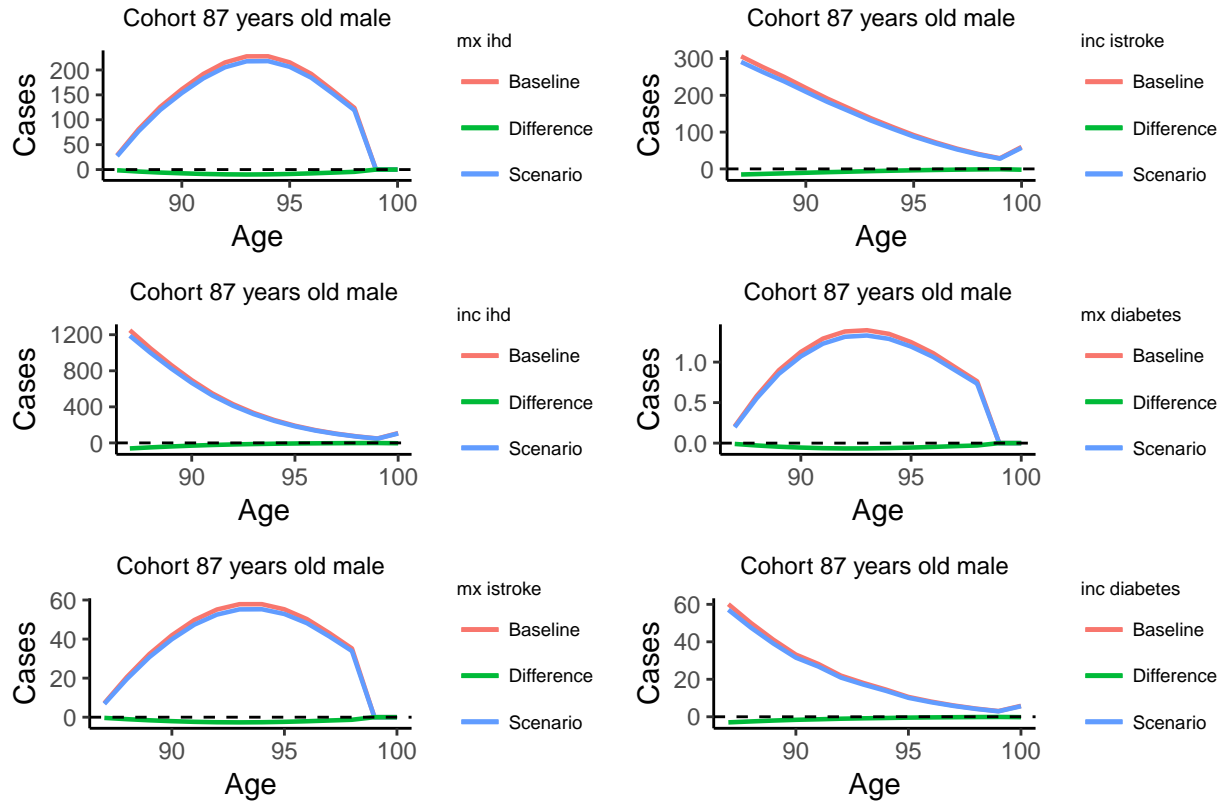 Cohort 87 years old male
mx ihd
Baseline
Difference
Scenario
Cases
200
150
100
50
0
90
95
100
Age
Cohort 87 years old male
inc istroke
Baseline
Difference
Scenario
Cases
300
200
100
0
90
95
100
Age
Cohort 87 years old male
inc ihd
Baseline
Difference
Scenario
Cases
1200
800
400
0
90
95
100
Age
Cohort 87 years old male
mx diabetes
Baseline
Difference
Scenario
Cases
1.0
0.5
0.0
90
95
100
Age
Cohort 87 years old male
mx istroke
Baseline
Difference
Scenario
Cases
60
40
20
0
90
95
100
Age
Cohort 87 years old male
inc diabetes
Baseline
Difference
Scenario
Cases
60
40
20
0
90
95
100
Age